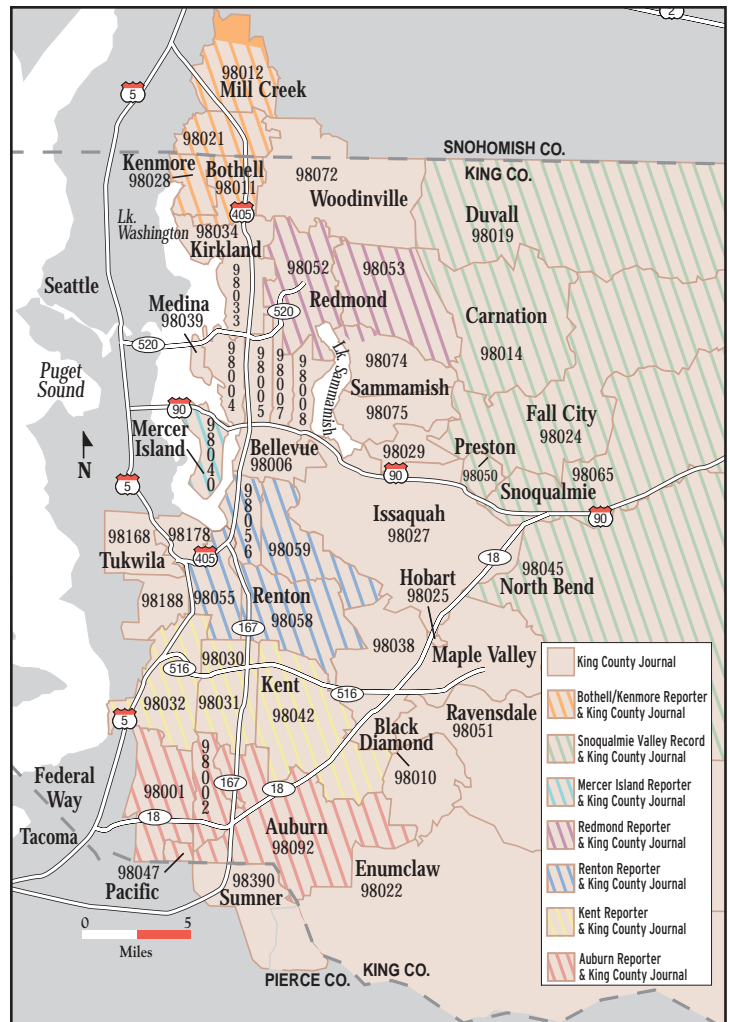 2
5
98012
Mill Creek
98021
SNOHOMISH CO.
KING CO.
Kenmore
98028
Bothell
98011
98072
Woodinville
405
Duvall
98019
Lk.
Washington
98034
Kirkland
98033
98052
98053
Redmond
Seattle
Medina
98039
520
520
Carnation
98014
98004
98005
98007
98008
Lk. Sammamish
98074
Sammamish
98075
Puget
Sound
90
Mercer
Island
98040
Fall City
98024
N
Bellevue
98006
98029
Preston
98050
98065
Snoqualmie
90
90
5
98056
Issaquah
98027
98168
98178
Tukwila
405
98059
18
98045
North Bend
Hobart
98025
98188
98055
Renton
98058
167
98038
Maple Valley
516
98030
Kent
516
98032
98031
98042
5
Ravensdale
98051
Black
Diamond
98010
Federal
Way
98001
98002
167
18
18
Tacoma
Auburn
98092
Enumclaw
98022
98047
Pacific
98390
Sumner
0
5
Miles
PIERCE CO.
KING CO.
King County Journal
Bothell/Kenmore Reporter
& King County Journal
Snoqualmie Valley Record
& King County Journal
Mercer Island Reporter
& King County Journal
Redmond Reporter
& King County Journal
Renton Reporter
& King County Journal
Kent Reporter
& King County Journal
Auburn Reporter
& King County Journal